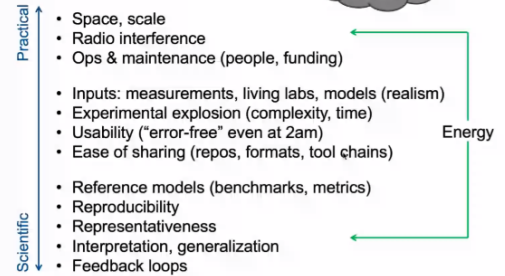 Practical
• Space, scale
• Radio interference
• Ops & maintenance (people, funding)
• Inputs: measurements, living labs, models (realism)
• Experimental explosion (complexity, time)
• Usability (“error-free” even at 2am)
• Ease of sharing (repos, formats, tool chains)
Energy
• Reference models (benchmarks, metrics)
• Reproducibility
• Representativeness
• Interpretation, generalization
• Feedback loops
Scientific